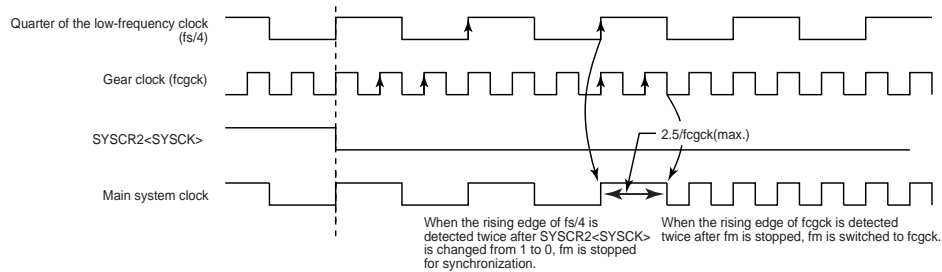 Quarter of the low-frequency clock
(fs/4)
Gear clock (fcgck)
SYSCR2<SYSCK>
2.5/fcgck(max.)
Main system clock
When the rising edge of fs/4 is
detected twice after SYSCR2<SYSCK>
is changed from 1 to 0, fm is stopped
for synchronization.
When the rising edge of fcgck is detected
twice after fm is stopped, fm is switched to fcgck.